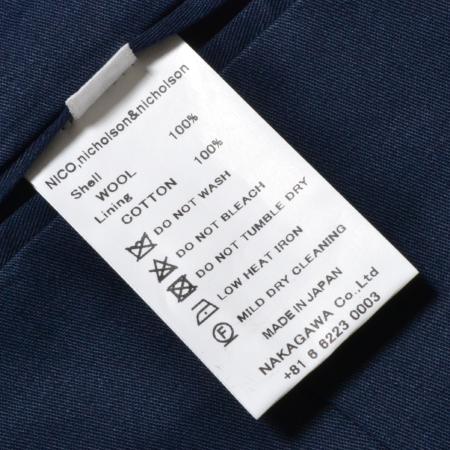 NICO,nicholson&nicholson
Shell
WOOL 100%
Lining
COTTON 100%
DO NOT WASH
DO NOT BLEACH
DO NOT TUMBLE DRY
LOW HEAT IRON
F MILD DRY CLEANING
MADE IN JAPAN
NAKAGAWA Co.,Ltd
+81 6 6223 0003